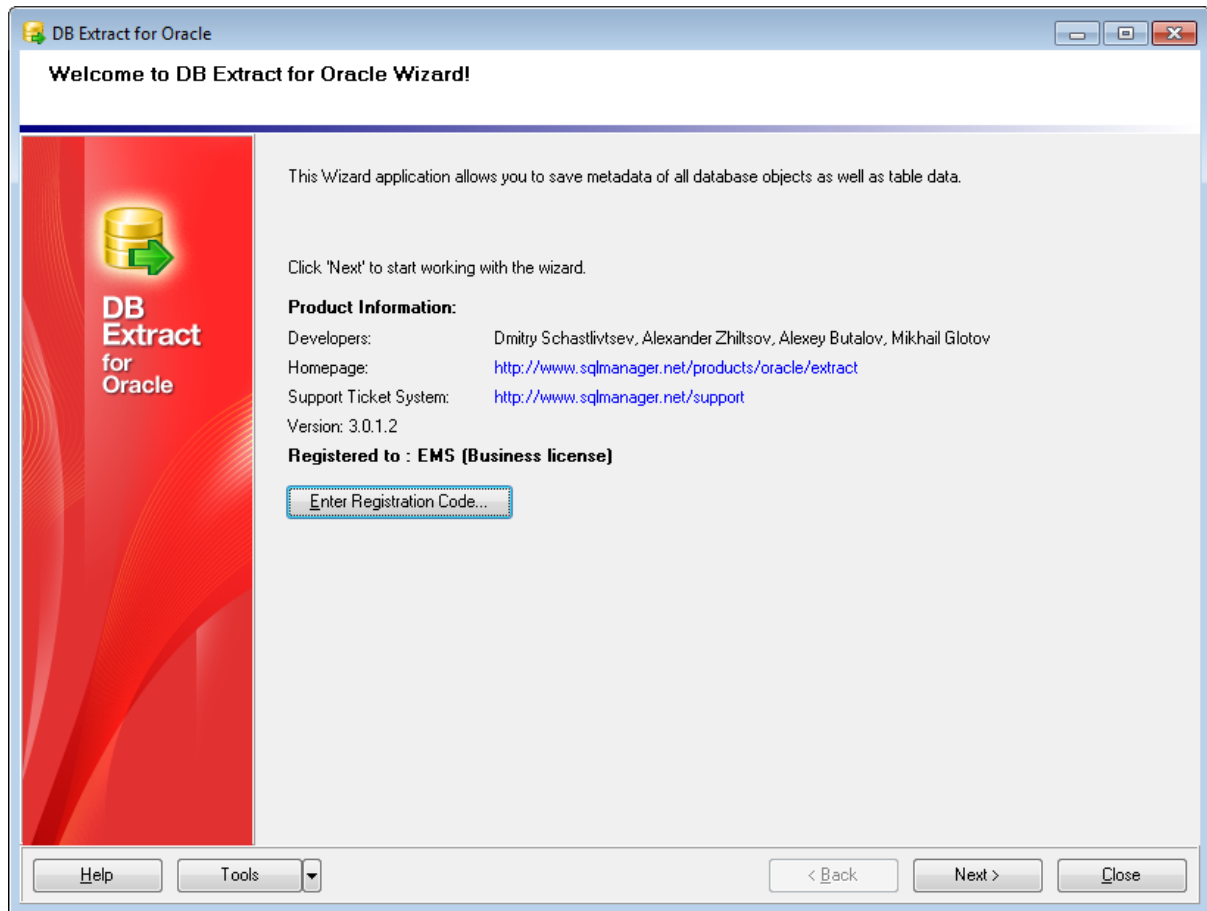 DB Extract for Oracle
Welcome to DB Extract for Oracle Wizard!
This Wizard application allows you to save metadata of all database objects as well as table data.
Click 'Next' to start working with the wizard.
DB
Extract
for
Oracle
Product Information:
Developers: Dmitry Schastlivtsev, Alexander Zhiltsov, Alexey Butalov, Mikhail Glotov
Homepage: http://www.sqlmanager.net/products/oracle/extract
Support Ticket System: http://www.sqlmanager.net/support
Version: 3.0.1.2
Registered to : EMS (Business license)
Enter Registration Code...
Help Tools < Back Next > Close